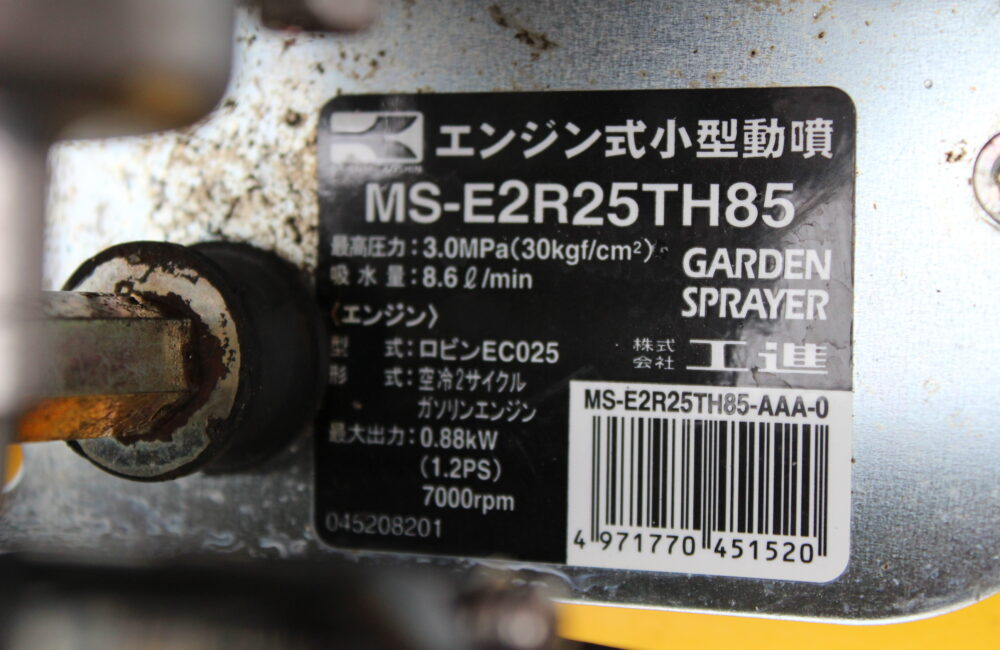 エンジン式小型動噴
MS-E2R25TH85
最高圧力：3.0MPa(30kgf/cm²)
吸水量：8.6ℓ/min
GARDEN
SPRAYER
〈エンジン〉
型 式：ロビンEC025
形 式：空冷2サイクル
ガソリンエンジン
最大出力：0.88kW
(1.2PS)
7000rpm
045208201
株式会社 工進
MS-E2R25TH85-AAA-0
4 971770 451520